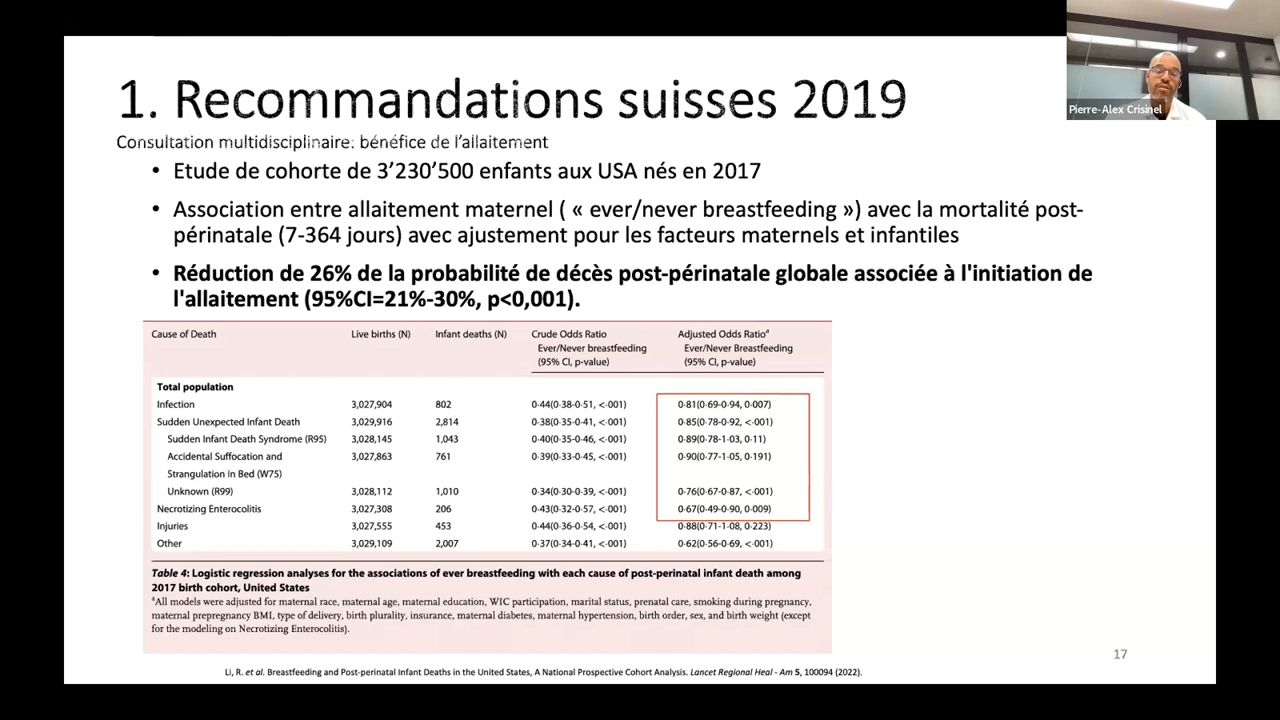 1. Recommandations suisses 2019
Pierre-Alex Crisinel
Consultation multidisciplinaire: bénéfice de l'allaitement
• Etude de cohorte de 3'230'500 enfants aux USA nés en 2017
• Association entre allaitement maternel ( « ever/never breastfeeding ») avec la mortalité post-
périnatale (7-364 jours) avec ajustement pour les facteurs maternels et infantiles
• Réduction de 26% de la probabilité de décès post-périnatale globale associée à l'initiation de
l'allaitement (95%CI=21%-30%, p<0,001).
Cause of Death Live births (N) Infant deaths (N) Crude Odds Ratio Adjusted Odds Ratioᵃ
Ever/Never breastfeeding Ever/Never Breastfeeding
(95% CI, p-value) (95% CI, p-value)
Total population
Infection 3,027,904 802 0·44(0·38-0·51, <·001) 0·81(0·69-0·94, 0·007)
Sudden Unexpected Infant Death 3,029,916 2,814 0·38(0·35-0·41, <·001) 0·85(0·78-0·92, <·001)
Sudden Infant Death Syndrome (R95) 3,028,145 1,043 0·40(0·35-0·46, <·001) 0·89(0·78-1·03, 0·11)
Accidental Suffocation and 3,027,863 761 0·39(0·33-0·45, <·001) 0·90(0·77-1·05, 0·191)
Strangulation in Bed (W75)
Unknown (R99) 3,028,112 1,010 0·34(0·30-0·39, <·001) 0·76(0·67-0·87, <·001)
Necrotizing Enterocolitis 3,027,308 206 0·43(0·32-0·57, <·001) 0·67(0·49-0·90, 0·009)
Injuries 3,027,555 453 0·44(0·36-0·54, <·001) 0·88(0·71-1·08, 0·223)
Other 3,029,109 2,007 0·37(0·34-0·41, <·001) 0·62(0·56-0·69, <·001)
Table 4: Logistic regression analyses for the associations of ever breastfeeding with each cause of post-perinatal infant death among
2017 birth cohort, United States
ᵃAll models were adjusted for maternal race, maternal age, maternal education, WIC participation, marital status, prenatal care, smoking during pregnancy,
maternal prepregnancy BMI, type of delivery, birth plurality, insurance, maternal diabetes, maternal hypertension, birth order, sex, and birth weight (except
for the modeling on Necrotizing Enterocolitis).
17
Li, R. et al. Breastfeeding and Post-perinatal Infant Deaths in the United States, A National Prospective Cohort Analysis. Lancet Regional Heal - Am 5, 100094 (2022).